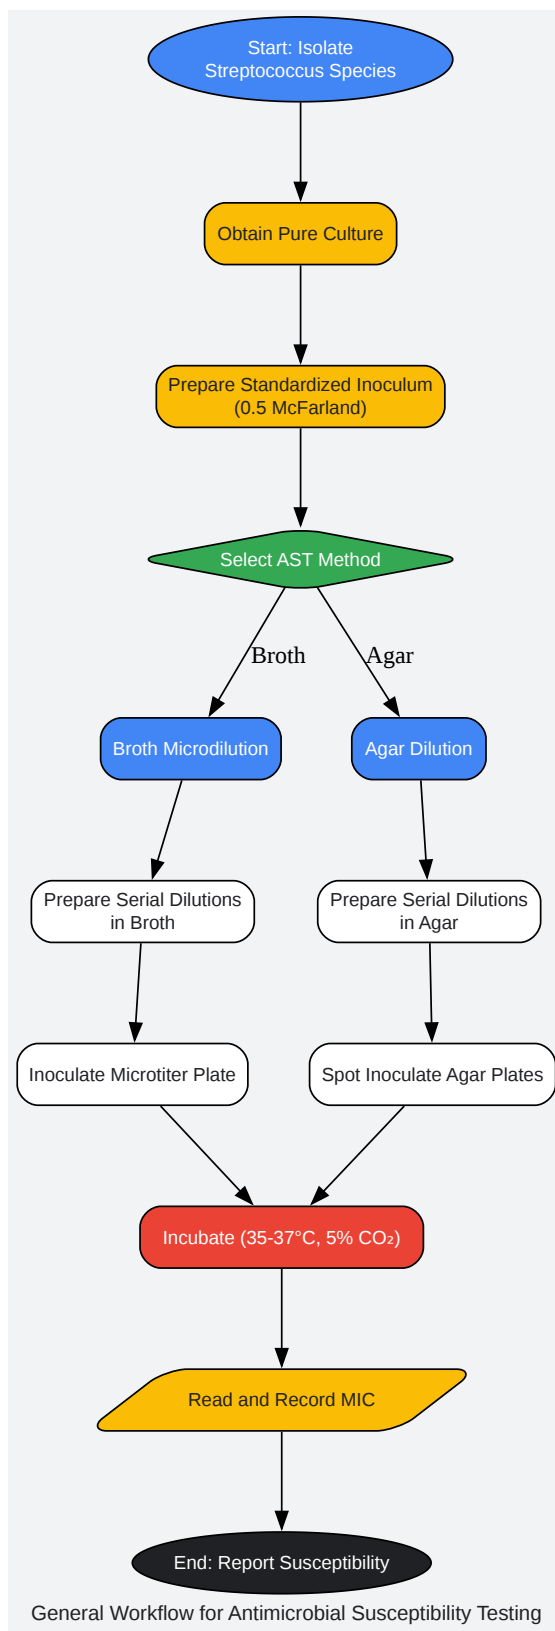 Start: Isolate
Streptococcus Species
Obtain Pure Culture
Prepare Standardized Inoculum
(0.5 McFarland)
Select AST Method
Broth
Agar
Broth Microdilution
Agar Dilution
Prepare Serial Dilutions
in Broth
Prepare Serial Dilutions
in Agar
Inoculate Microtiter Plate
Spot Inoculate Agar Plates
Incubate (35-37°C, 5% CO₂)
Read and Record MIC
End: Report Susceptibility
General Workflow for Antimicrobial Susceptibility Testing